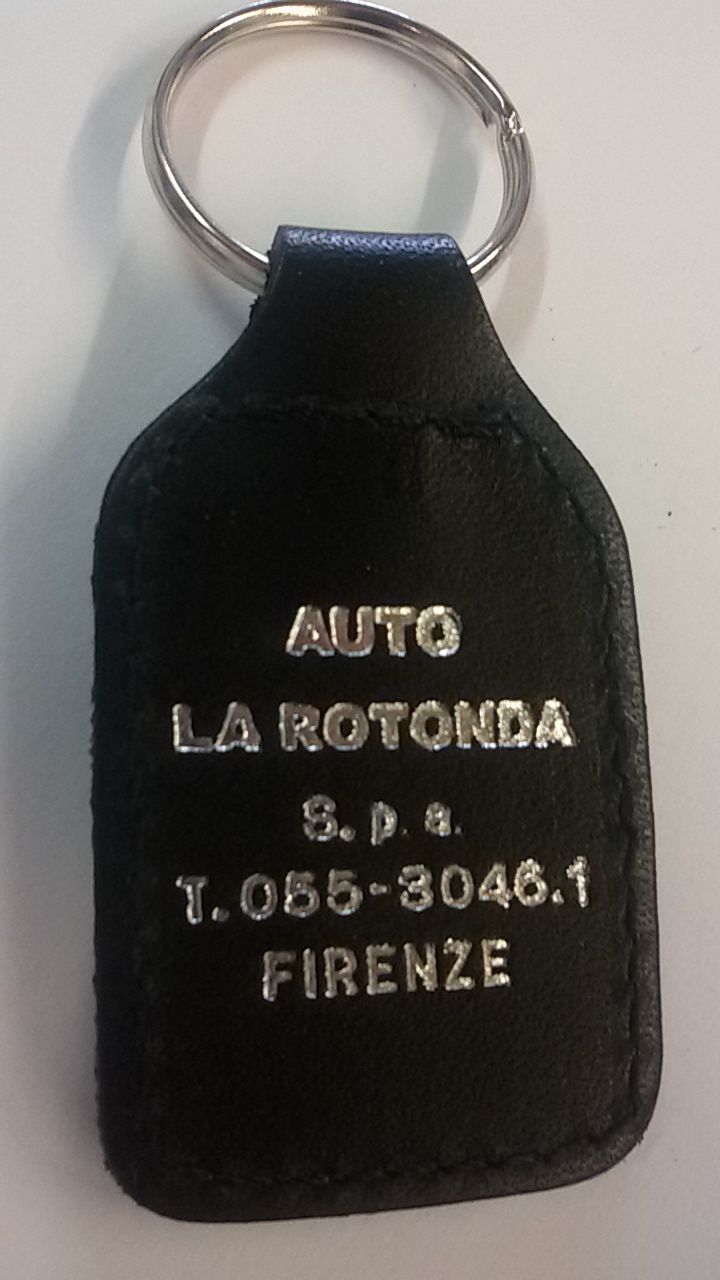 AUTO
LA ROTONDA
S.p.a.
T.055-3046.1
FIRENZE